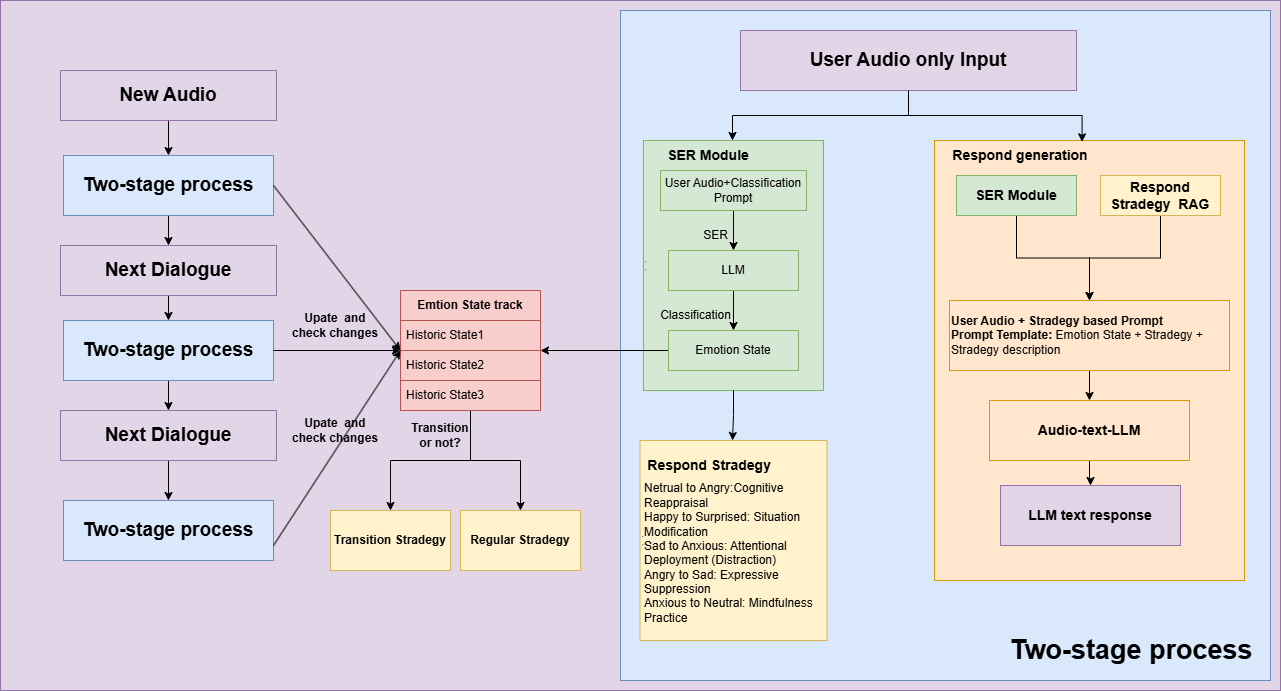 New Audio
Two-stage process
Next Dialogue
Two-stage process
Next Dialogue
Two-stage process
Upate and
check changes
Upate and
check changes
Emtion State track
Historic State1
Historic State2
Historic State3
Transition
or not?
Transition Stradegy
Regular Stradegy
User Audio only Input
SER Module
User Audio+Classification
Prompt
SER
LLM
Classification
Emotion State
Respond Stradegy
Netrual to Angry:Cognitive
Reappraisal
Happy to Surprised: Situation
Modification
Sad to Anxious: Attentional
Deployment (Distraction)
Angry to Sad: Expressive
Suppression
Anxious to Neutral: Mindfulness
Practice
Respond generation
SER Module
Respond
Stradegy RAG
User Audio + Stradegy based Prompt
Prompt Template: Emotion State + Stradegy +
Stradegy description
Audio-text-LLM
LLM text response
Two-stage process